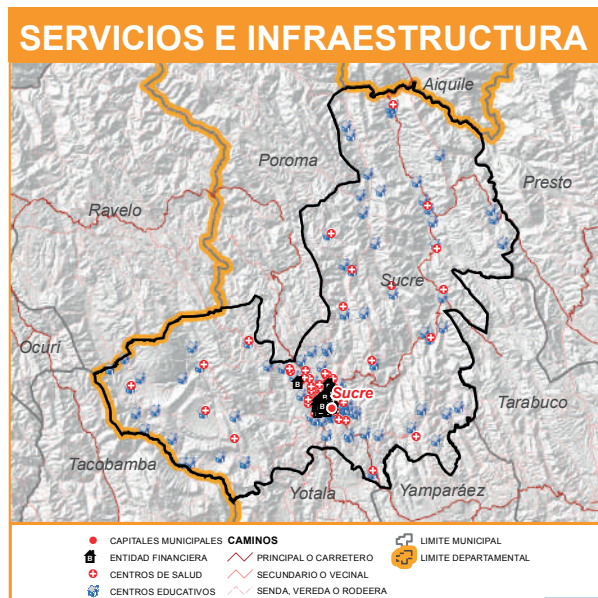 SERVICIOS E INFRAESTRUCTURA
Aiquile
Poroma
Presto
Ravelo
Sucre
Ocurí
B
Sucre
B
B
Tarabuco
Tacobamba
Yotala
Yamparáez
CAPITALES MUNICIPALES
B ENTIDAD FINANCIERA
CENTROS DE SALUD
CENTROS EDUCATIVOS
CAMINOS
PRINCIPAL O CARRETERO
SECUNDARIO O VECINAL
SENDA, VEREDA O RODEERA
LIMITE MUNICIPAL
LIMITE DEPARTAMENTAL